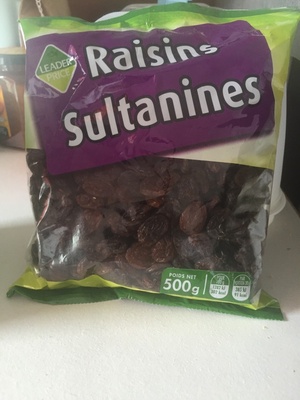 LEADER
PRICE
Raisins
Sultanines
POIDS NET
500g